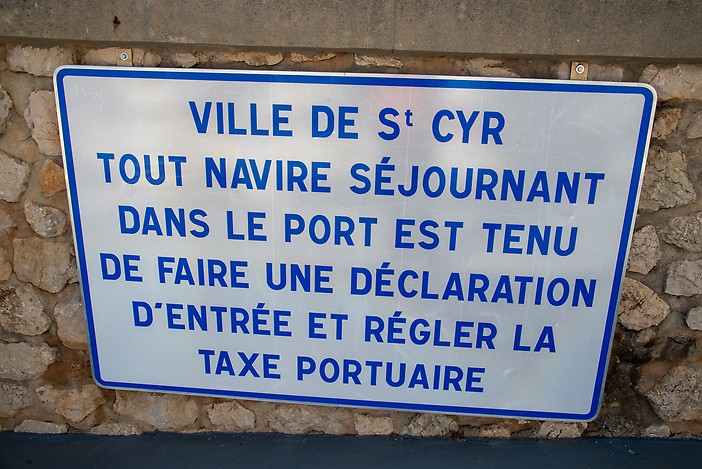 VILLE DE St CYR
TOUT NAVIRE SÉJOURNANT
DANS LE PORT EST TENU
DE FAIRE UNE DÉCLARATION
D'ENTRÉE ET RÉGLER LA
TAXE PORTUAIRE